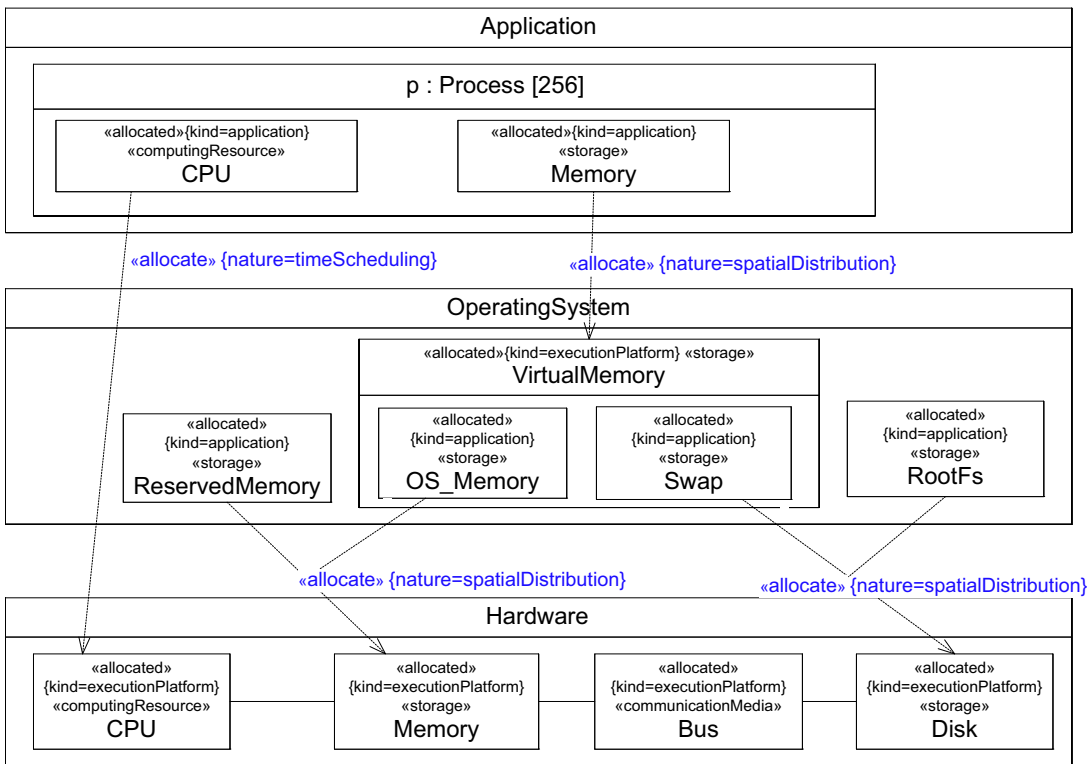 Application
p : Process [256]
«allocated»{kind=application}
«computingResource»
CPU
«allocated»{kind=application}
«storage»
Memory
«allocate» {nature=timeScheduling}
«allocate» {nature=spatialDistribution}
OperatingSystem
«allocated»{kind=executionPlatform} «storage»
VirtualMemory
«allocated»
{kind=application}
«storage»
ReservedMemory
«allocated»
{kind=application}
«storage»
OS_Memory
«allocated»
{kind=application}
«storage»
Swap
«allocated»
{kind=application}
«storage»
RootFs
«allocate» {nature=spatialDistribution}
«allocate» {nature=spatialDistribution}
Hardware
«allocated»
{kind=executionPlatform}
«computingResource»
CPU
«allocated»
{kind=executionPlatform}
«storage»
Memory
«allocated»
{kind=executionPlatform}
«communicationMedia»
Bus
«allocated»
{kind=executionPlatform}
«storage»
Disk